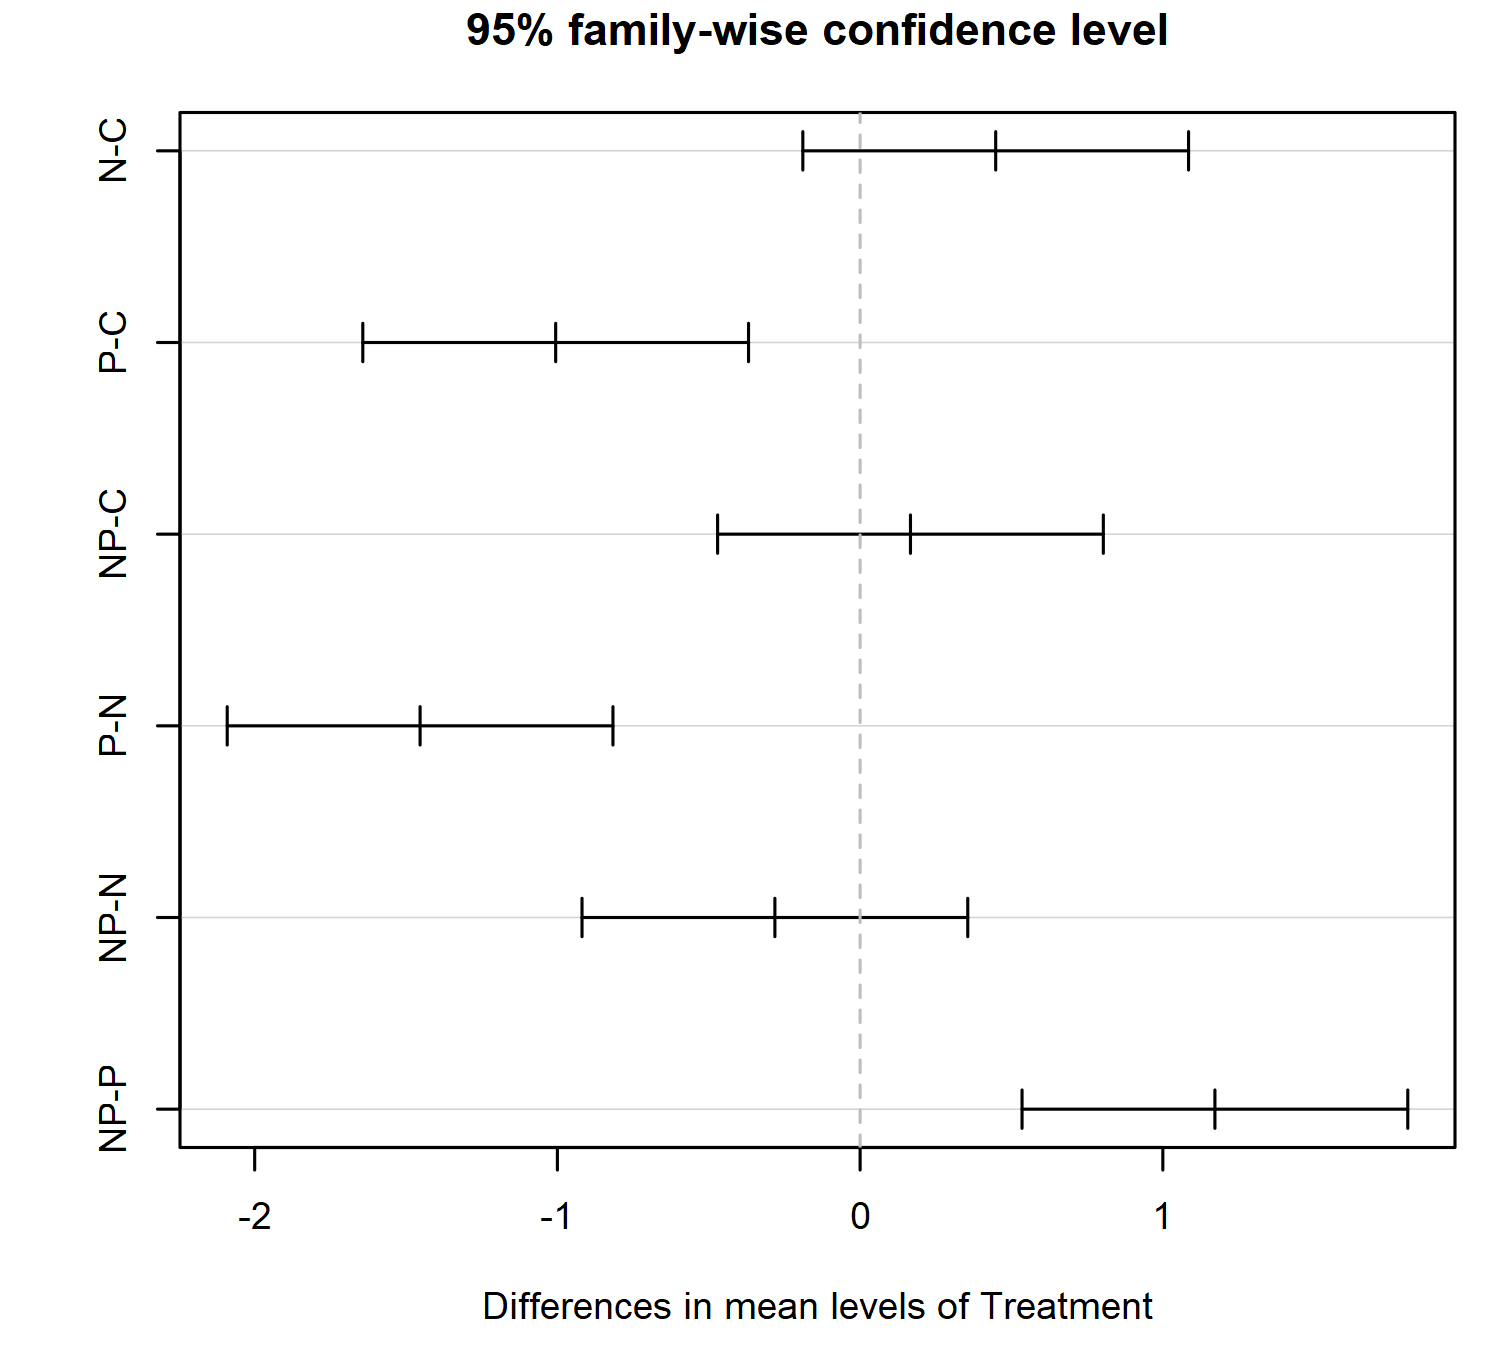 95% family-wise confidence level
N-C
P-C
NP-C
P-N
NP-N
NP-P
-2 -1 0 1
Differences in mean levels of Treatment